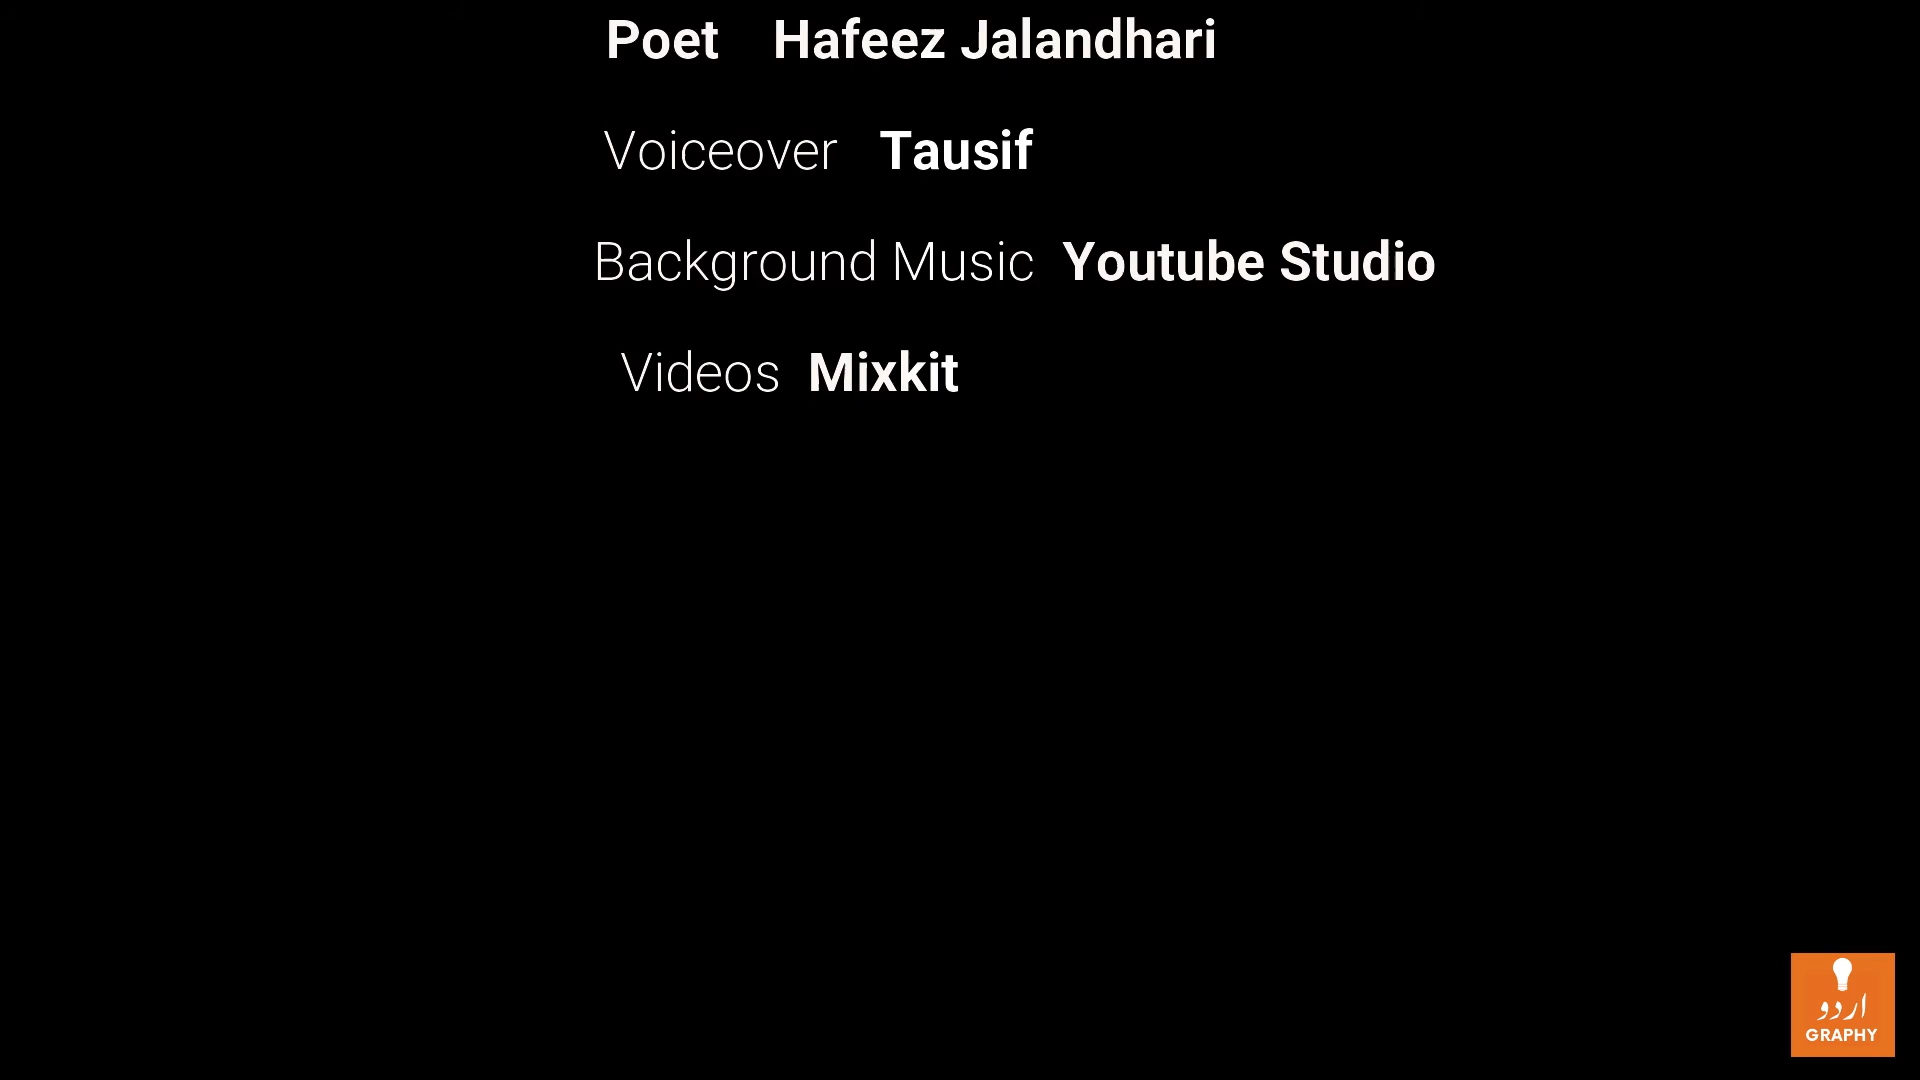 Poet Hafeez Jalandhari
Voiceover Tausif
Background Music Youtube Studio
Videos Mixkit
اردو
GRAPHY